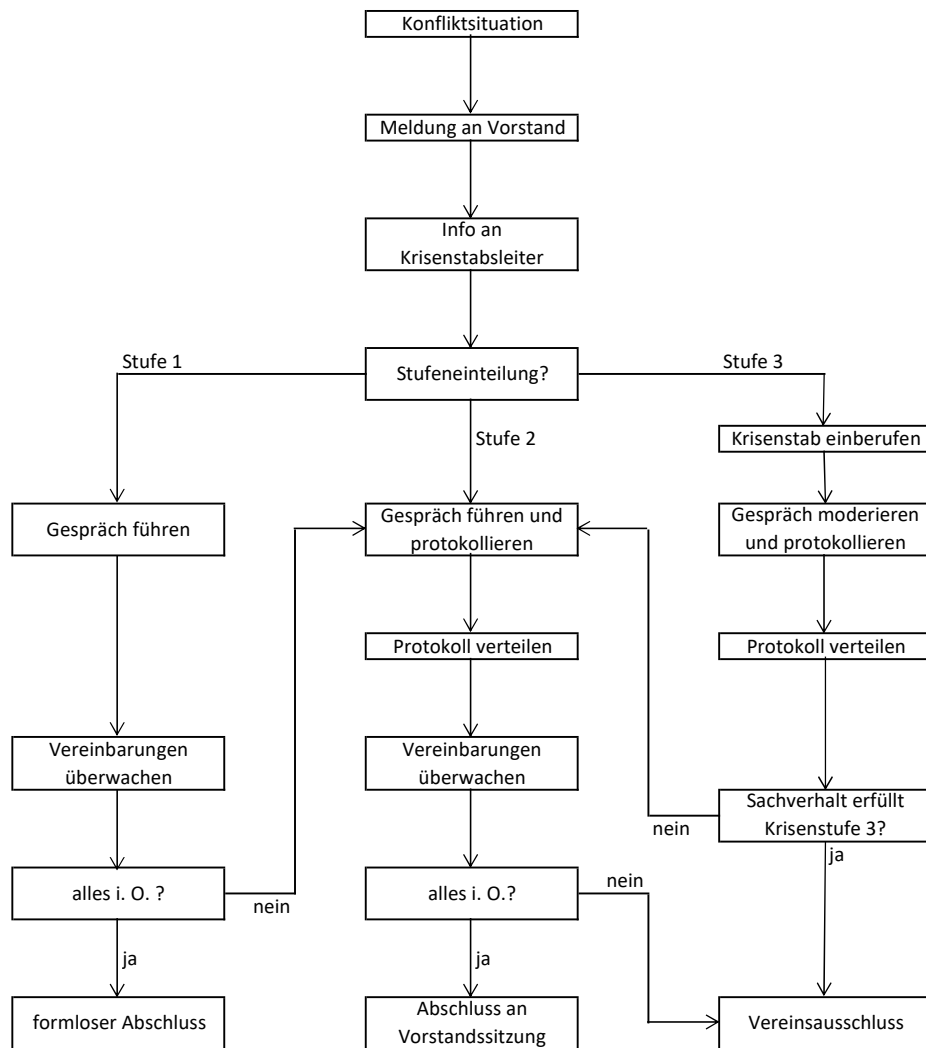 Konfliktsituation
Meldung an Vorstand
Info an
Krisenstabsleiter
Stufe 1
Stufeneinteilung?
Stufe 3
Stufe 2
Krisenstab einberufen
Gespräch führen
Gespräch führen und
protokollieren
Gespräch moderieren
und protokollieren
Protokoll verteilen
Protokoll verteilen
Vereinbarungen
überwachen
Vereinbarungen
überwachen
Sachverhalt erfüllt
Krisenstufe 3?
nein
ja
alles i. O. ?
nein
alles i. O.?
nein
ja
ja
formloser Abschluss
Abschluss an
Vorstandssitzung
Vereinsausschluss